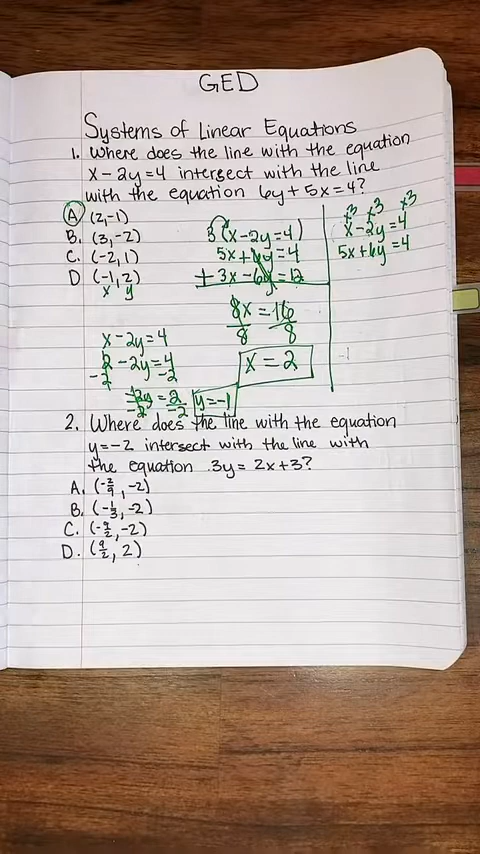 GED
Systems of Linear Equations
1. Where does the line with the equation
x - 2y = 4 intersect with the line
with the equation 6y + 5x = 4?
A. (2,-1)
B. (3,-2)
C. (-2,1)
D (-1,2)
x y
3(x-2y=4)
5x+6y=4
+ 3x-6y=12
8x=16
8 8
x=2
x3 x3 x3
x-2y=4
5x+6y=4
x-2y=4
2-2y=4
-2 -2
-2y=2
-2 -2
y=-1
2. Where does the line with the equation
y=-2 intersect with the line with
the equation 3y=2x+3?
A. (-2/9, -2)
B. (-1/3, -2)
C. (-9/2, -2)
D. (9/2, 2)